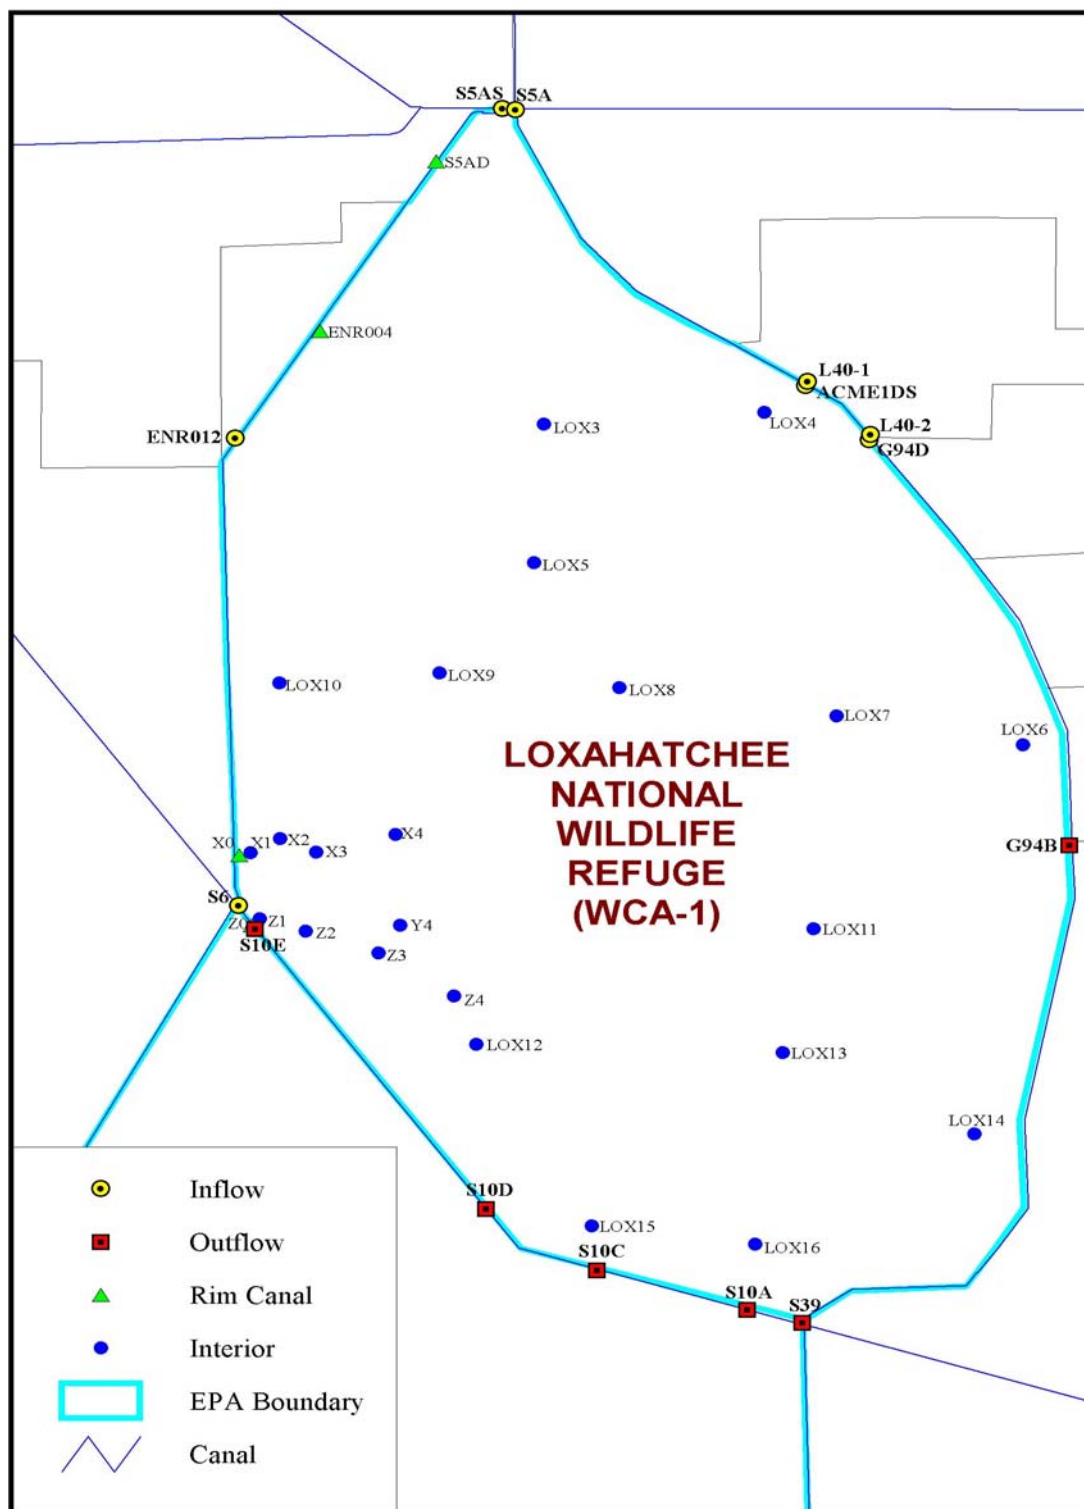 S5AS
S5A
S5AD
ENR004
L40-1
ACME1DS
LOX4
LOX3
L40-2
G94D
ENR012
LOX5
LOX9
LOX10
LOX8
LOX7
LOX6
LOXAHATCHEE
NATIONAL
WILDLIFE
REFUGE
(WCA-1)
X4
X0
X1
X2
X3
G94B
S6
Z0
Z1
S10E
Z2
Y4
Z3
LOX11
Z4
LOX12
LOX13
LOX14
S10D
LOX15
LOX16
S10C
S10A
S39
Inflow
Outflow
Rim Canal
Interior
EPA Boundary
Canal